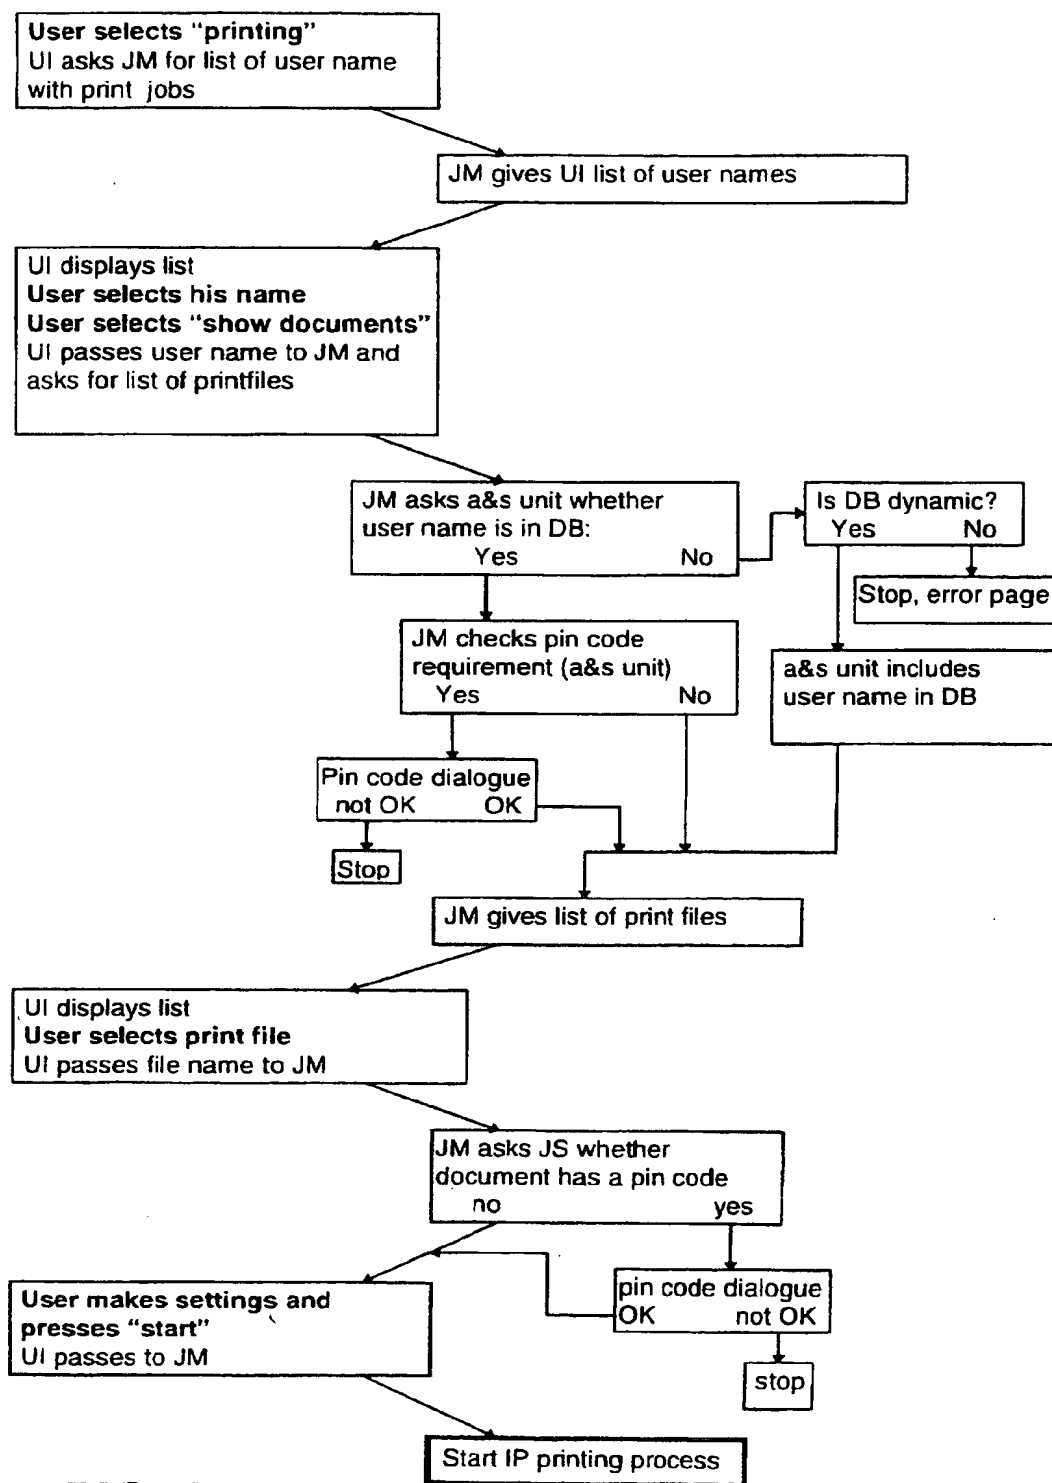 User selects “printing”
UI asks JM for list of user name
with print jobs
JM gives UI list of user names
UI displays list
User selects his name
User selects “show documents”
UI passes user name to JM and
asks for list of printfiles
JM asks a&s unit whether
user name is in DB:
Yes No
Is DB dynamic?
Yes No
Stop, error page
JM checks pin code
requirement (a&s unit)
Yes No
a&s unit includes
user name in DB
Pin code dialogue
not OK OK
Stop
JM gives list of print files
UI displays list
User selects print file
UI passes file name to JM
JM asks JS whether
document has a pin code
no yes
pin code dialogue
OK not OK
User makes settings and
presses “start”
UI passes to JM
stop
Start IP printing process